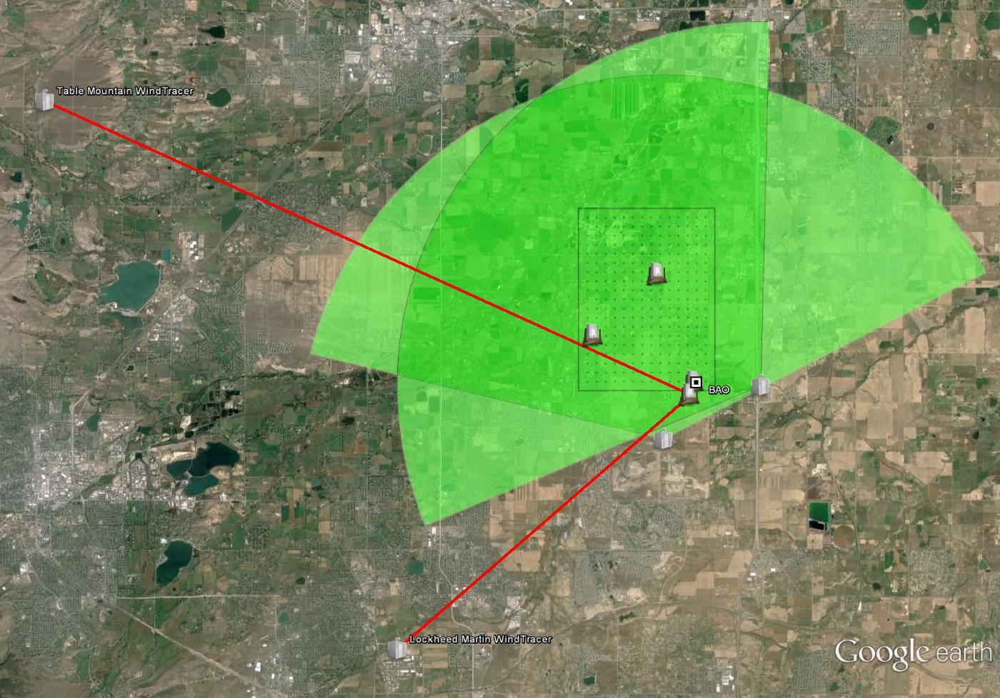 Table Mountain WindTracer
BAO
Lockheed Martin WindTracer
Google earth